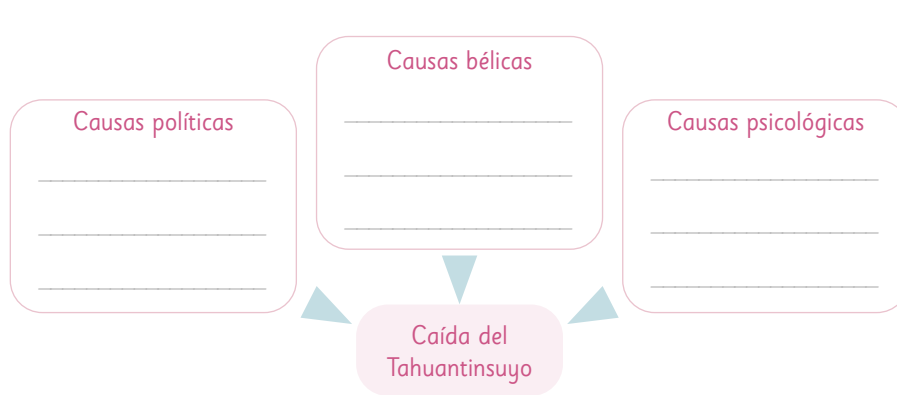 Causas políticas
Causas bélicas
Causas psicológicas
Caída del
Tahuantinsuyo